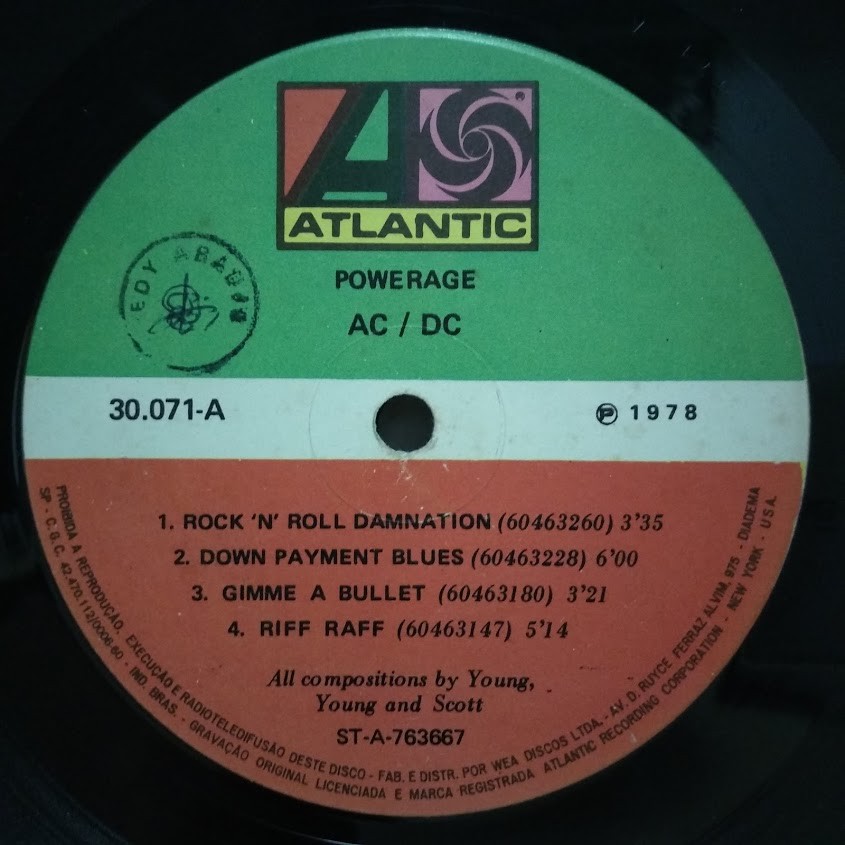 ATLANTIC
POWERAGE
AC / DC
EDY ABADIN
30.071-A
Ⓟ 1978
1. ROCK 'N' ROLL DAMNATION (60463260) 3'35
2. DOWN PAYMENT BLUES (60463228) 6'00
3. GIMME A BULLET (60463180) 3'21
4. RIFF RAFF (60463147) 5'14
All compositions by Young,
Young and Scott
ST-A-763667
PROIBIDA A REPRODUÇÃO, EXECUÇÃO E RADIOTELEDIFUSÃO DESTE DISCO - FAB. E DISTR. POR WEA DISCOS LTDA. - AV. D. RUYCE FERRAZ ALVIM, 975 - DIADEMA
SP - C.G.C. 42.470.112/0006.60 - IND. BRAS. - GRAVAÇÃO ORIGINAL LICENCIADA E MARCA REGISTRADA ATLANTIC RECORDING CORPORATION - NEW YORK - U.S.A.